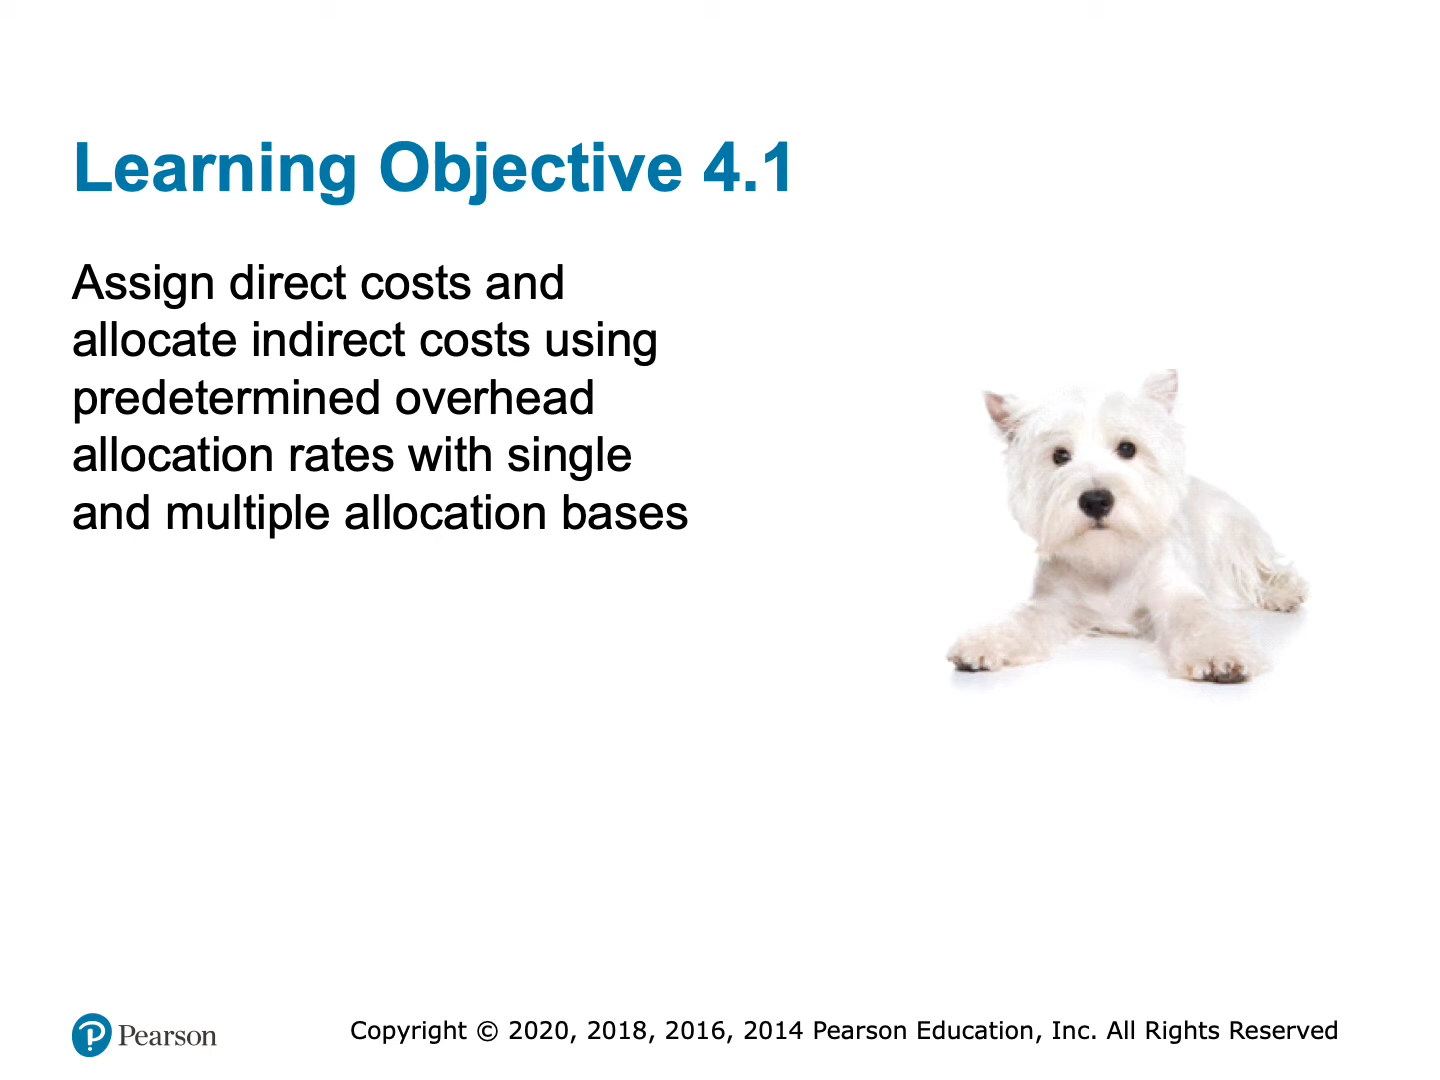 Learning Objective 4.1
Assign direct costs and
allocate indirect costs using
predetermined overhead
allocation rates with single
and multiple allocation bases
Pearson
Copyright © 2020, 2018, 2016, 2014 Pearson Education, Inc. All Rights Reserved